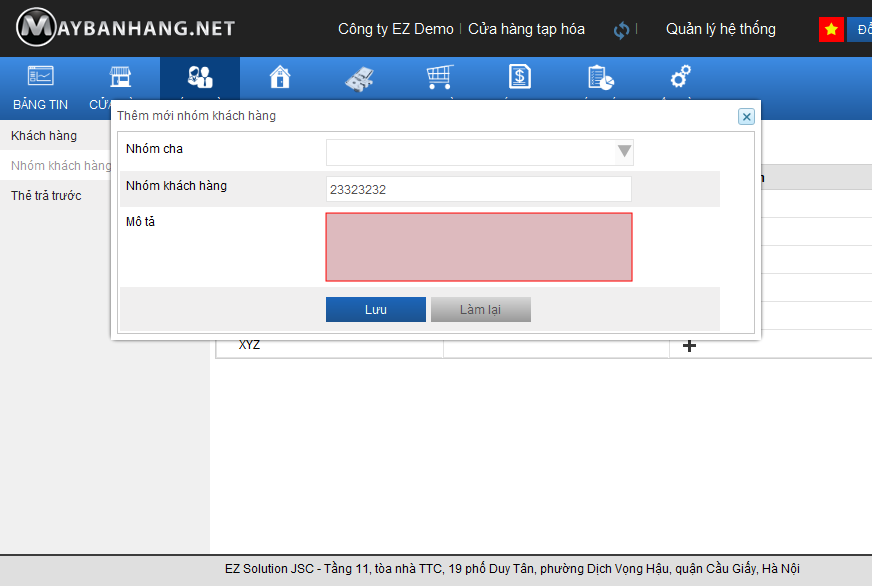 MAYBANHANG.NET
Công ty EZ Demo | Cửa hàng tạp hóa | Quản lý hệ thống
BẢNG TIN
Thêm mới nhóm khách hàng
Khách hàng
Nhóm cha
Nhóm khách hàng
Nhóm khách hàng
23323232
Thẻ trả trước
Mô tả
Lưu
Làm lại
XYZ
EZ Solution JSC - Tầng 11, tòa nhà TTC, 19 phố Duy Tân, phường Dịch Vọng Hậu, quận Cầu Giấy, Hà Nội